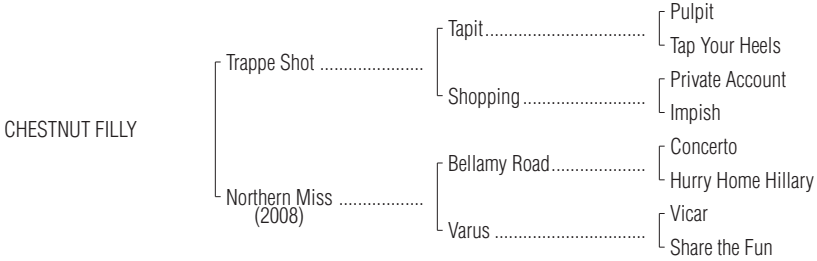 Pulpit
Tapit..................................
Tap Your Heels
Trappe Shot ......................
Private Account
Shopping..........................
Impish
CHESTNUT FILLY
Concerto
Bellamy Road....................
Hurry Home Hillary
Northern Miss ..................
(2008)
Vicar
Varus ................................
Share the Fun